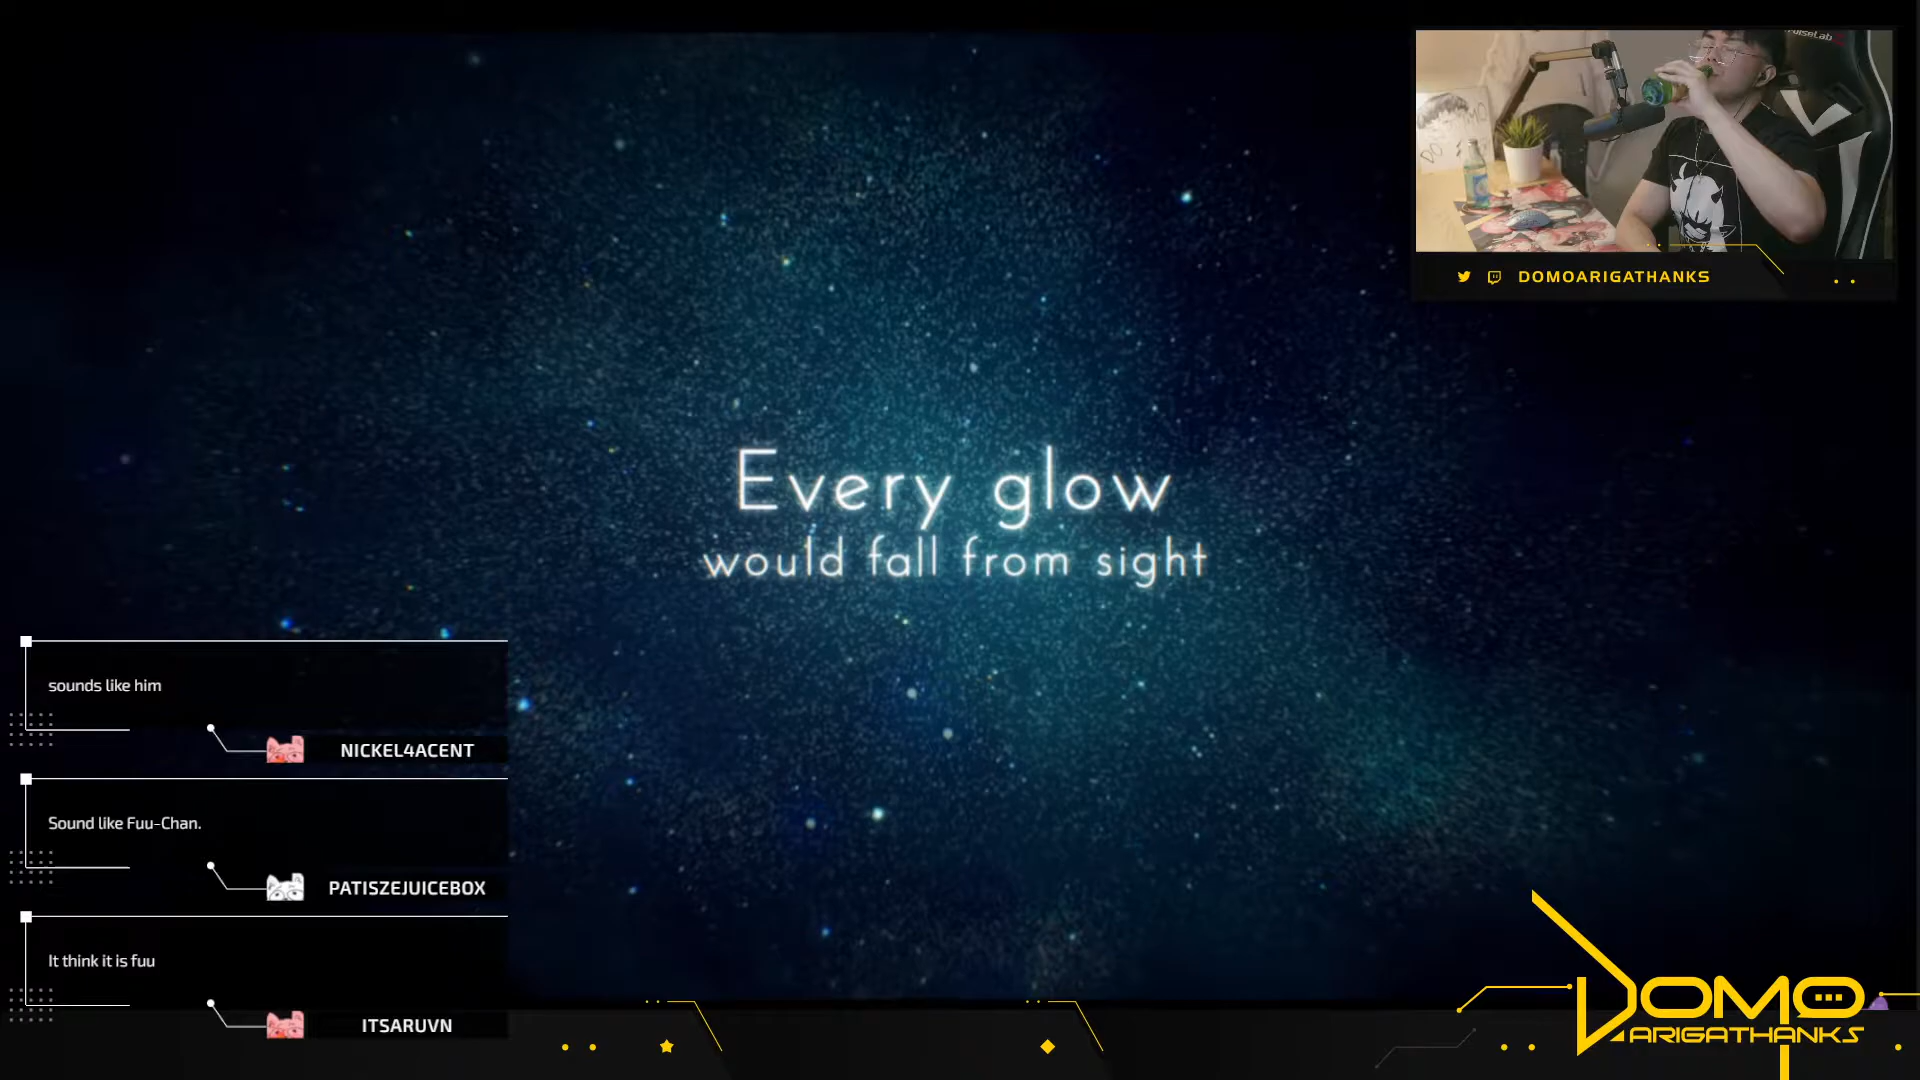 Every glow
would fall from sight
DOMOARIGATHANKS
sounds like him
NICKEL4ACENT
Sound like Fuu-Chan.
PATISZEJUICEBOX
It think it is fuu
ITSARUVN
DOMO
ARIGATHANKS